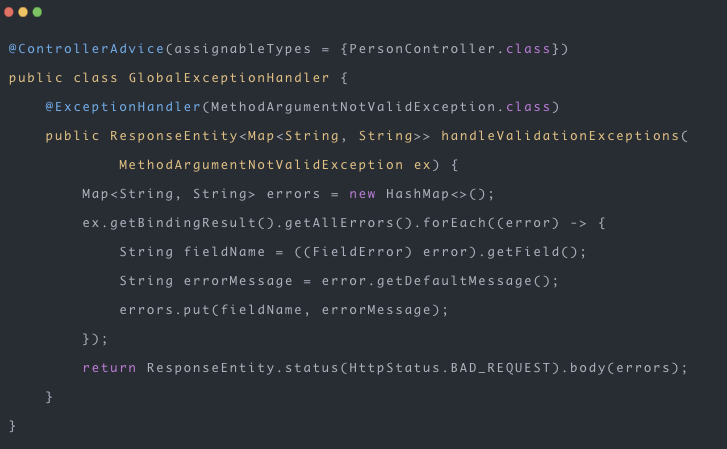 @ControllerAdvice(assignableTypes = {PersonController.class})
public class GlobalExceptionHandler {
    @ExceptionHandler(MethodArgumentNotValidException.class)
    public ResponseEntity<Map<String, String>> handleValidationExceptions(
            MethodArgumentNotValidException ex) {
        Map<String, String> errors = new HashMap<>();
        ex.getBindingResult().getAllErrors().forEach((error) -> {
            String fieldName = ((FieldError) error).getField();
            String errorMessage = error.getDefaultMessage();
            errors.put(fieldName, errorMessage);
        });
        return ResponseEntity.status(HttpStatus.BAD_REQUEST).body(errors);
    }
}